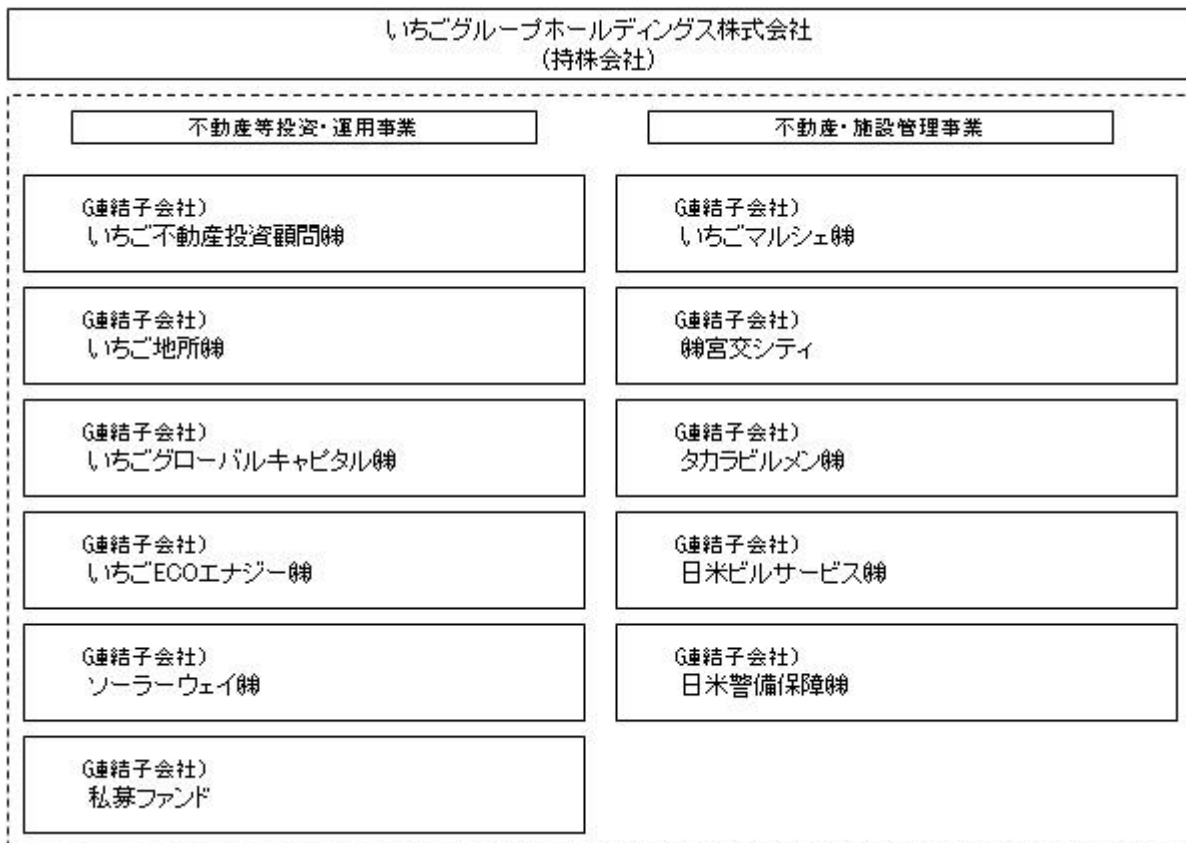 いちごグループホールディングス株式会社
(持株会社)
不動産等投資・運用事業
(連結子会社)
いちご不動産投資顧問㈱
(連結子会社)
いちご地所㈱
(連結子会社)
いちごグローバルキャピタル㈱
(連結子会社)
いちごECOエナジー㈱
(連結子会社)
ソーラーウェイ㈱
(連結子会社)
私募ファンド
不動産・施設管理事業
(連結子会社)
いちごマルシェ㈱
(連結子会社)
㈱宮交シティ
(連結子会社)
タカラビルメン㈱
(連結子会社)
日米ビルサービス㈱
(連結子会社)
日米警備保障㈱